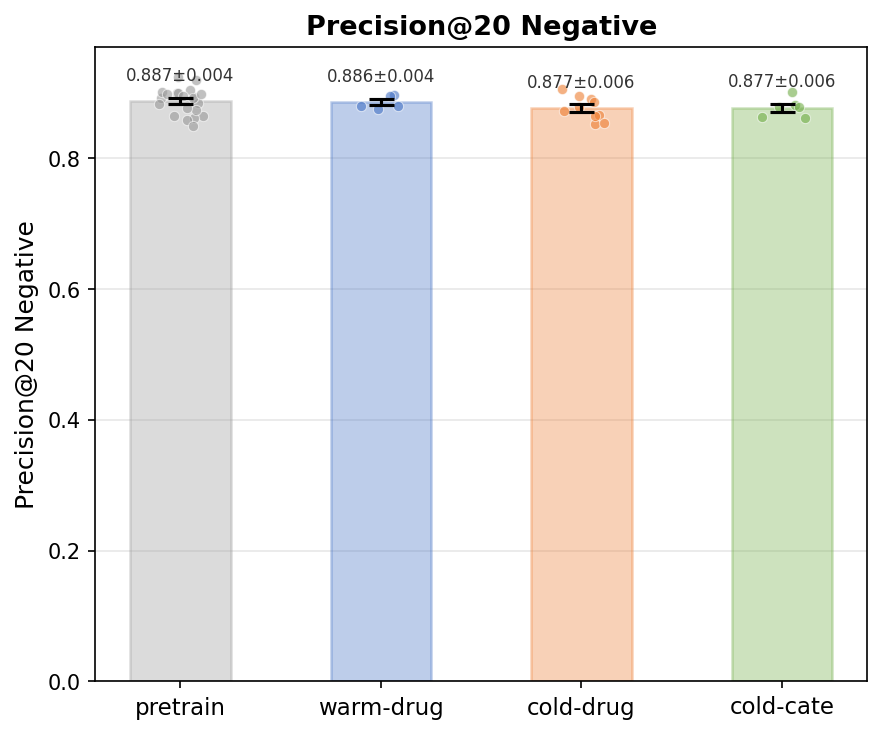 Precision@20 Negative
0.887±0.004
0.886±0.004
0.877±0.006
0.877±0.006
Precision@20 Negative
0.8
0.6
0.4
0.2
0.0
pretrain
warm-drug
cold-drug
cold-cate